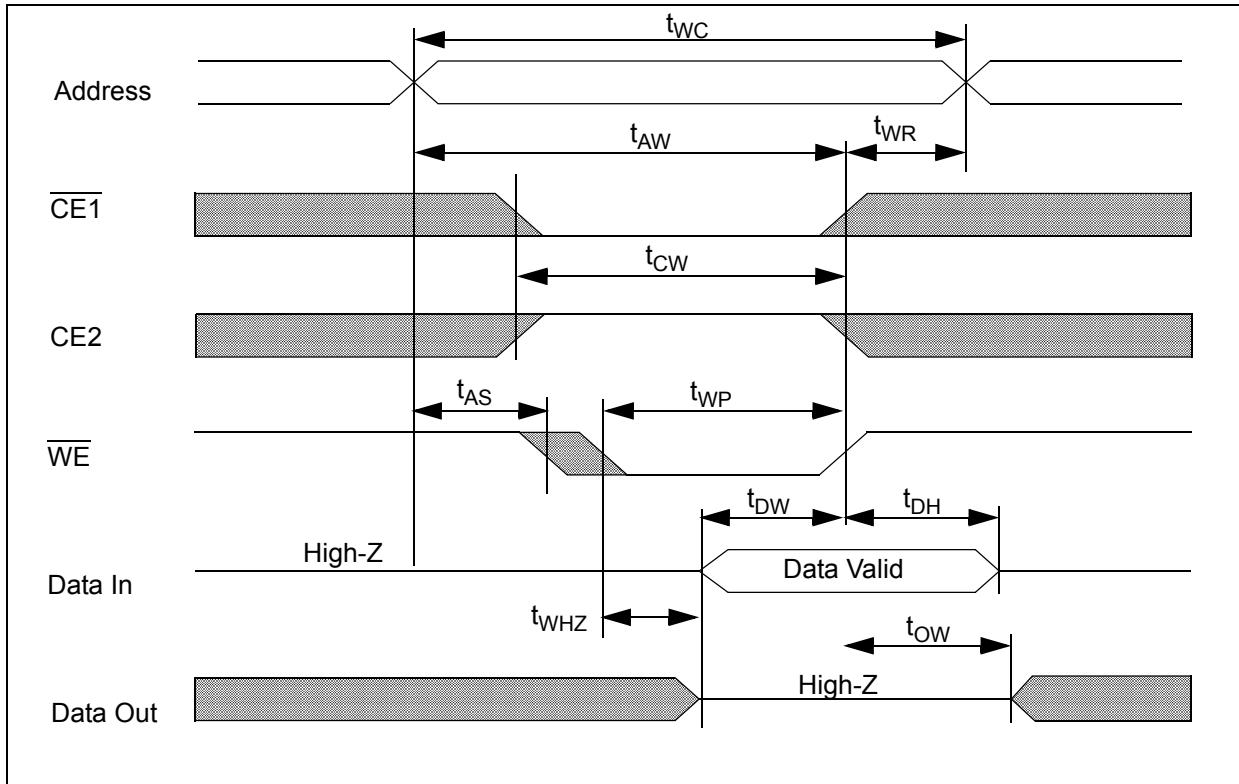 tWC
Address
tAW
tWR
CE1
tCW
CE2
tAS
tWP
WE
tDW
tDH
High-Z
Data Valid
Data In
tWHZ
tOW
High-Z
Data Out